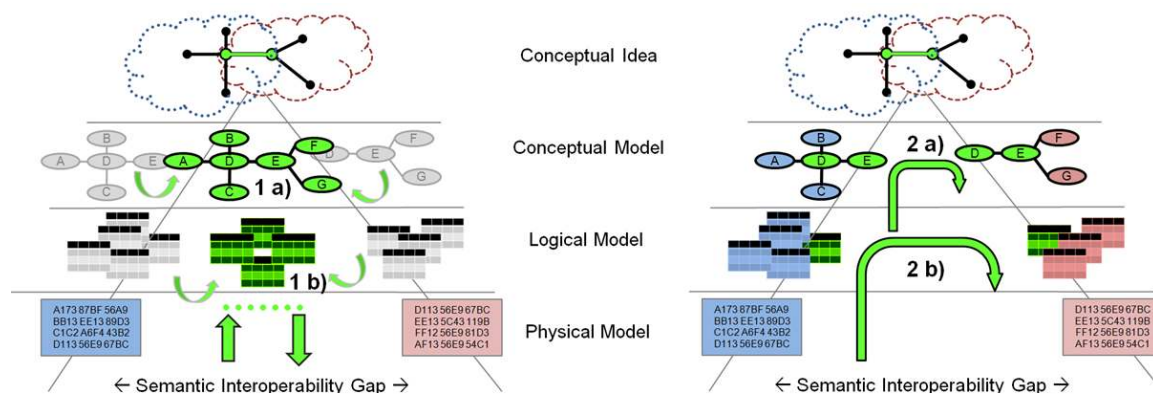 Conceptual Idea
B
F
B
F
B
F
A
D
E
A
D
E
D
E
Conceptual Model
A
D
E
2 a)
D
E
C
C
1 a)
G
G
C
G
Logical Model
1 b)
2 b)
A173 87BF 56A9
BB13 EE13 89D3
C1C2 A6F4 43B2
D113 56E9 67BC
D113 56E9 67BC
EE13 5C43 119B
FF12 56E9 81D3
AF13 56E9 54C1
Physical Model
A173 87BF 56A9
BB13 EE13 89D3
C1C2 A6F4 43B2
D113 56E9 67BC
D113 56E9 67BC
EE13 5C43 119B
FF12 56E9 81D3
AF13 56E9 54C1
← Semantic Interoperability Gap →
← Semantic Interoperability Gap →